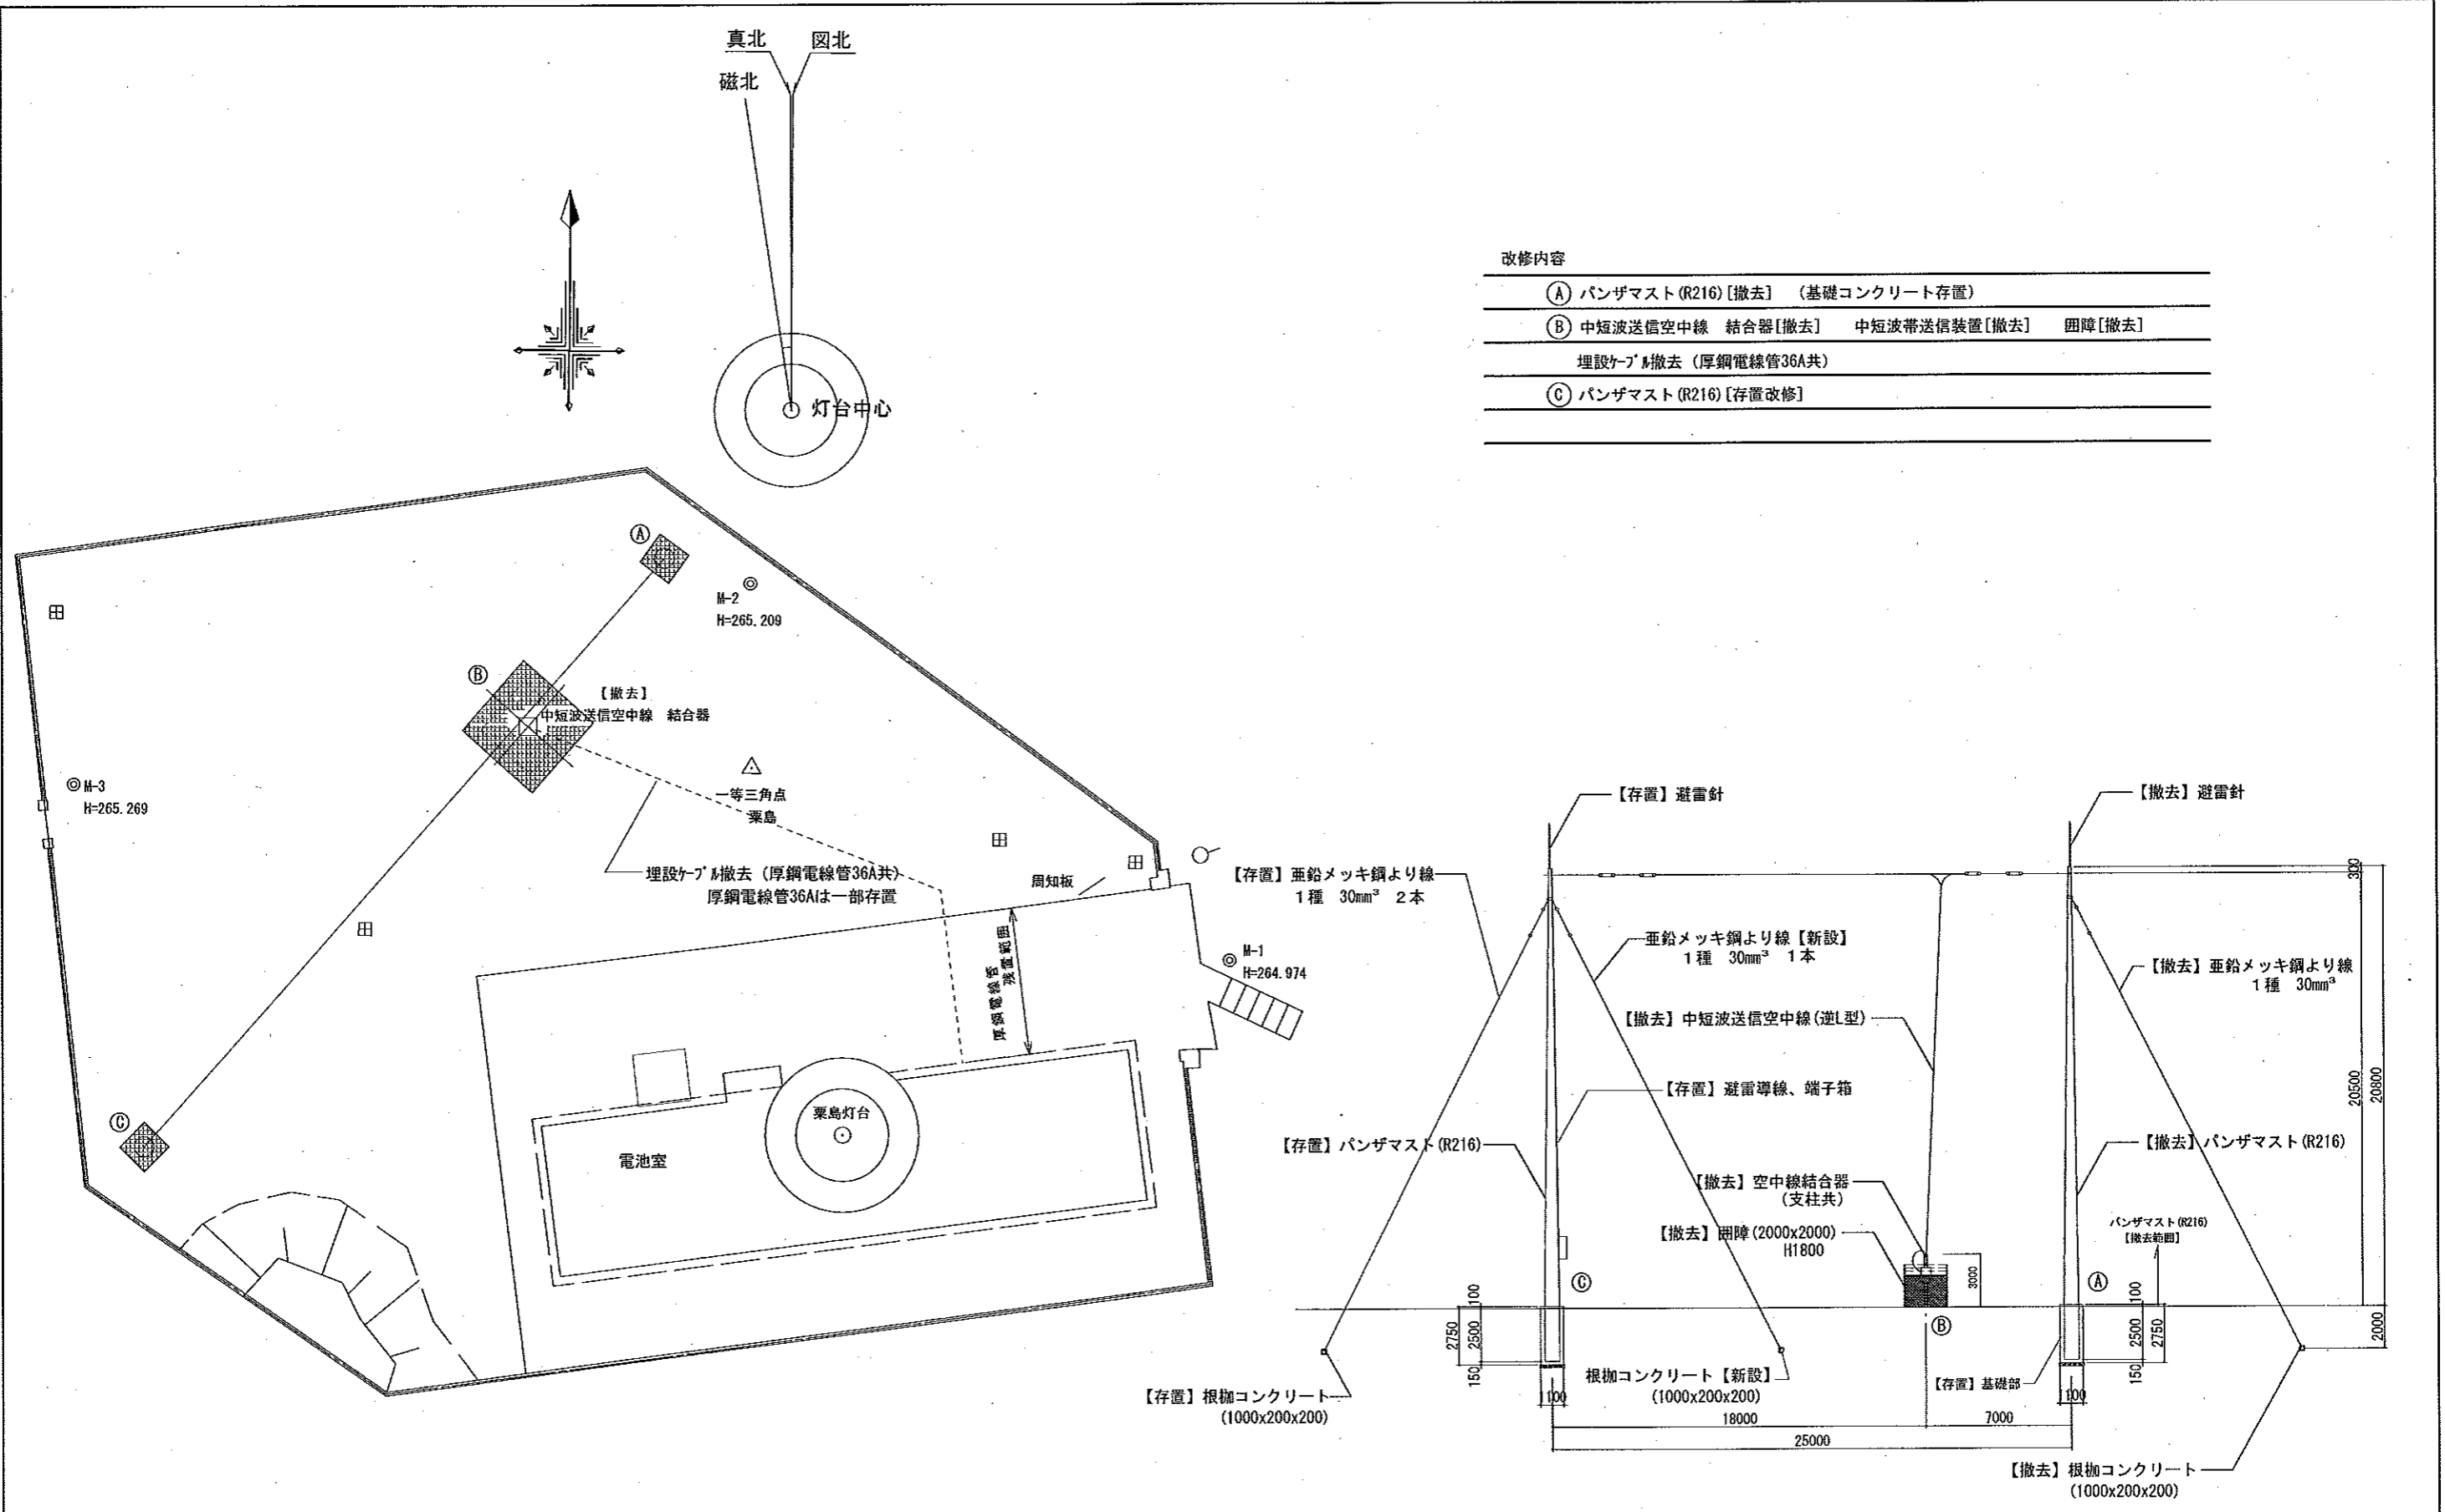 真北
図北
磁北
灯台中心
改修内容
Ⓐ パンザマスト(R216)[撤去] (基礎コンクリート存置)
Ⓑ 中短波送信空中線 結合器[撤去] 中短波帯送信装置[撤去] 囲障[撤去]
埋設ケーブル撤去 (厚鋼電線管36A共)
Ⓒ パンザマスト(R216)[存置改修]
Ⓐ
M-2
H=265.209
Ⓑ
【撤去】
中短波送信空中線 結合器
M-3
H=265.269
一等三角点
粟島
埋設ケーブル撤去 (厚鋼電線管36A共)
厚鋼電線管36Aは一部存置
周知板
厚鋼電線管
残置範囲
M-1
H=264.974
Ⓒ
粟島灯台
電池室
【存置】避雷針
【撤去】避雷針
【存置】亜鉛メッキ鋼より線
1種 30mm³ 2本
300
亜鉛メッキ鋼より線【新設】
1種 30mm³ 1本
【撤去】亜鉛メッキ鋼より線
1種 30mm³
【撤去】中短波送信空中線(逆L型)
【存置】避雷導線、端子箱
20500
20800
【存置】パンザマスト(R216)
【撤去】パンザマスト(R216)
【撤去】空中線結合器
(支柱共)
【撤去】囲障(2000x2000)
H1800
パンザマスト(R216)
【撤去範囲】
3000
Ⓒ
Ⓐ
Ⓑ
100
2500
2750
150
1100
100
2500
2750
150
1100
2000
【存置】根枷コンクリート
(1000x200x200)
根枷コンクリート【新設】
(1000x200x200)
【存置】基礎部
18000
7000
25000
【撤去】根枷コンクリート
(1000x200x200)